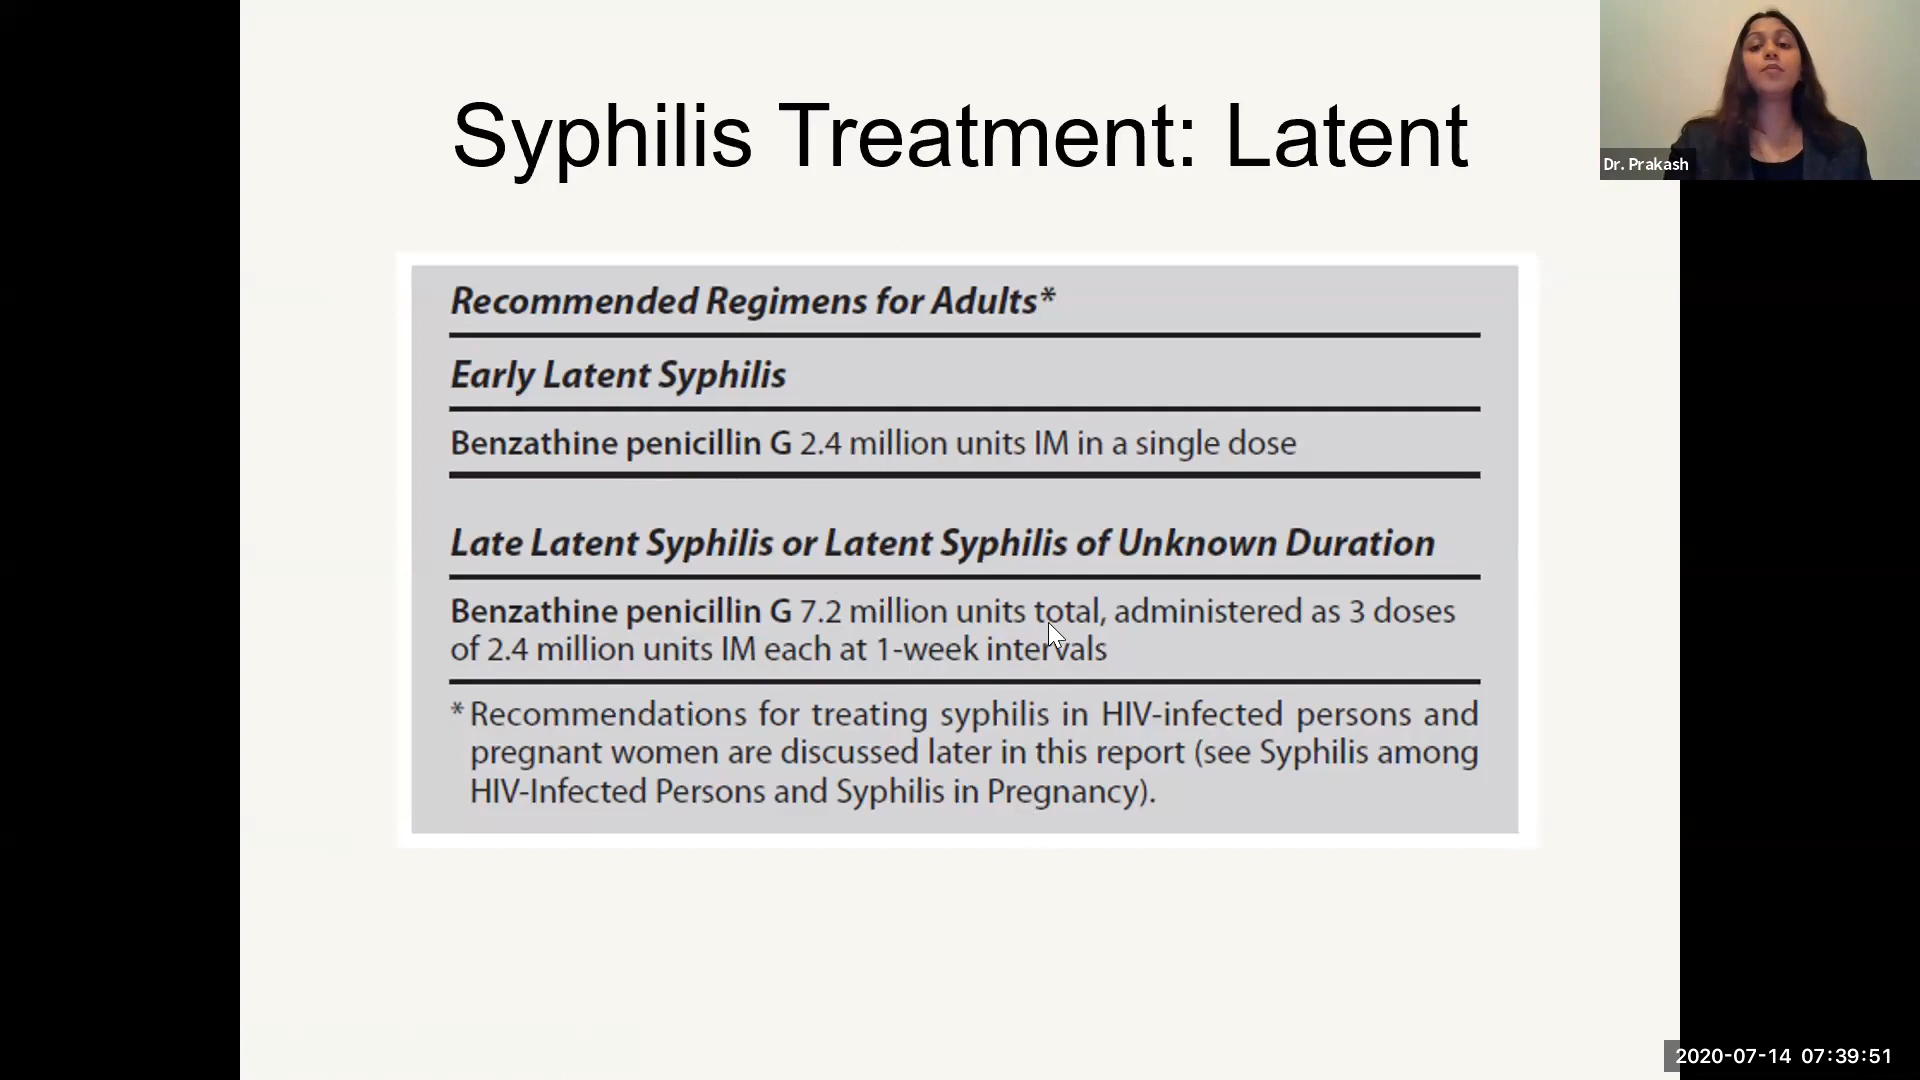 Syphilis Treatment: Latent
Dr. Prakash
Recommended Regimens for Adults*
Early Latent Syphilis
Benzathine penicillin G 2.4 million units IM in a single dose
Late Latent Syphilis or Latent Syphilis of Unknown Duration
Benzathine penicillin G 7.2 million units total, administered as 3 doses
of 2.4 million units IM each at 1-week intervals
* Recommendations for treating syphilis in HIV-infected persons and
pregnant women are discussed later in this report (see Syphilis among
HIV-Infected Persons and Syphilis in Pregnancy).
2020-07-14 07:39:51